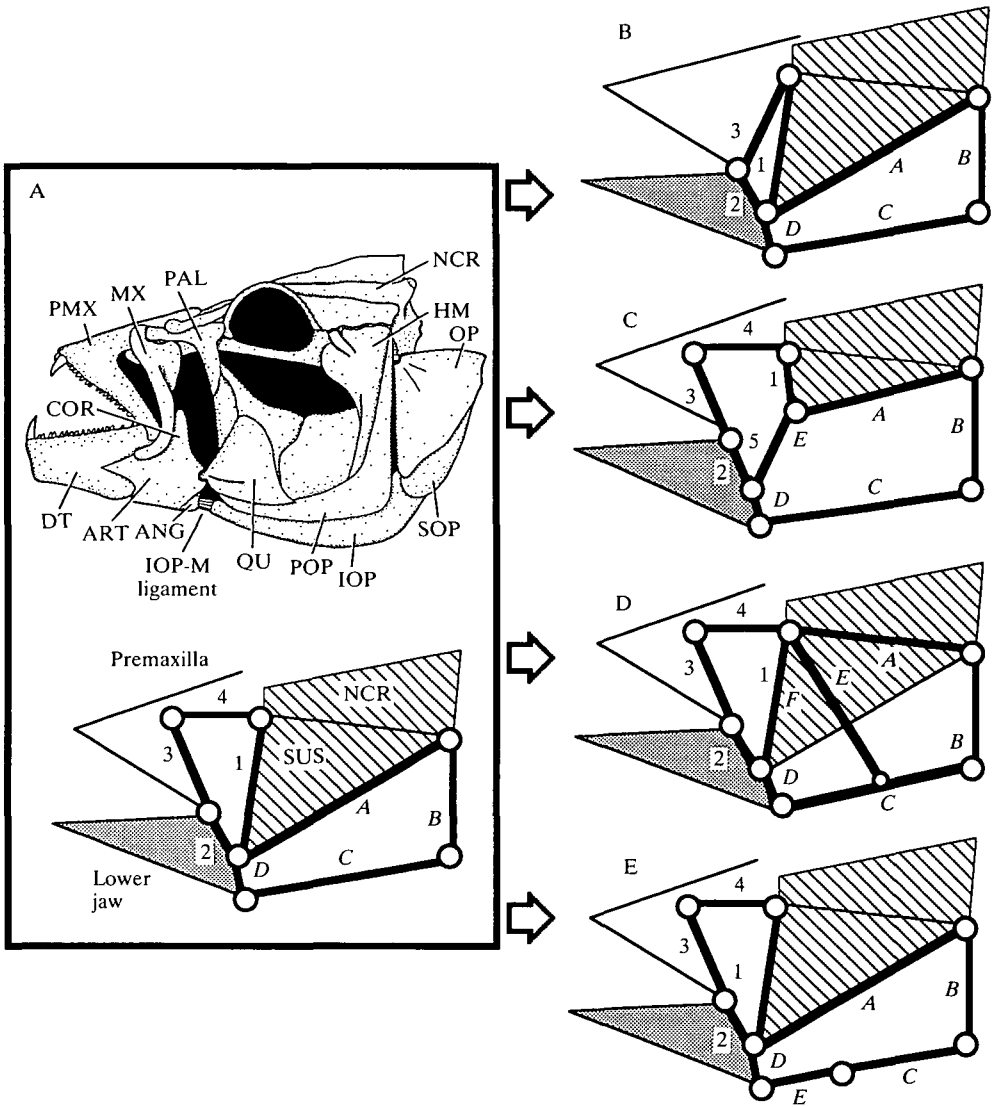 A
NCR
PAL
MX
HM
PMX
OP
COR
DT
ART ANG
SOP
IOP-M
ligament
QU
POP
IOP
Premaxilla
4
NCR
3
1
SUS
A
B
2
D
C
Lower
jaw
B
3
1
A
B
2
D
C
C
4
1
3
A
5
E
B
2
D
C
D
4
3
1
E
A
F
2
D
B
C
E
4
3
1
A
B
2
D
C
E